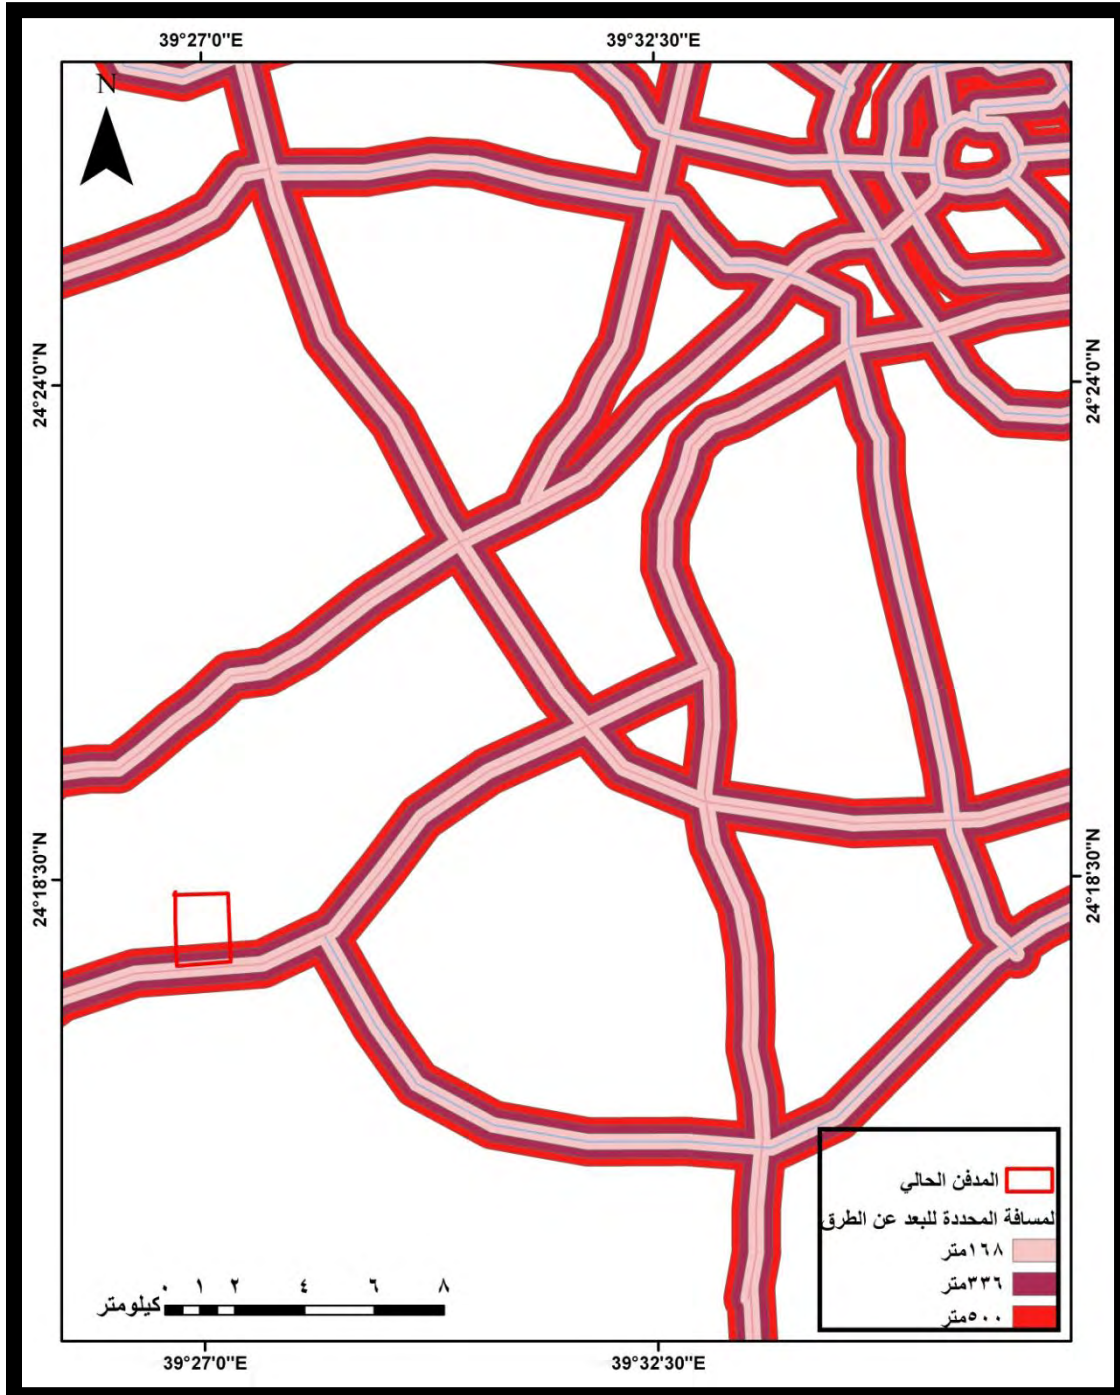 39°27'0"E
39°32'30"E
N
24°24'0"N
24°24'0"N
24°18'30"N
24°18'30"N
المدفن الحالي
لمسافة المحددة للبعد عن الطرق
١٦٨متر
٣٣٦متر
٥٠٠متر
٠ ١ ٢ ٤ ٦ ٨
كيلومتر
39°27'0"E
39°32'30"E